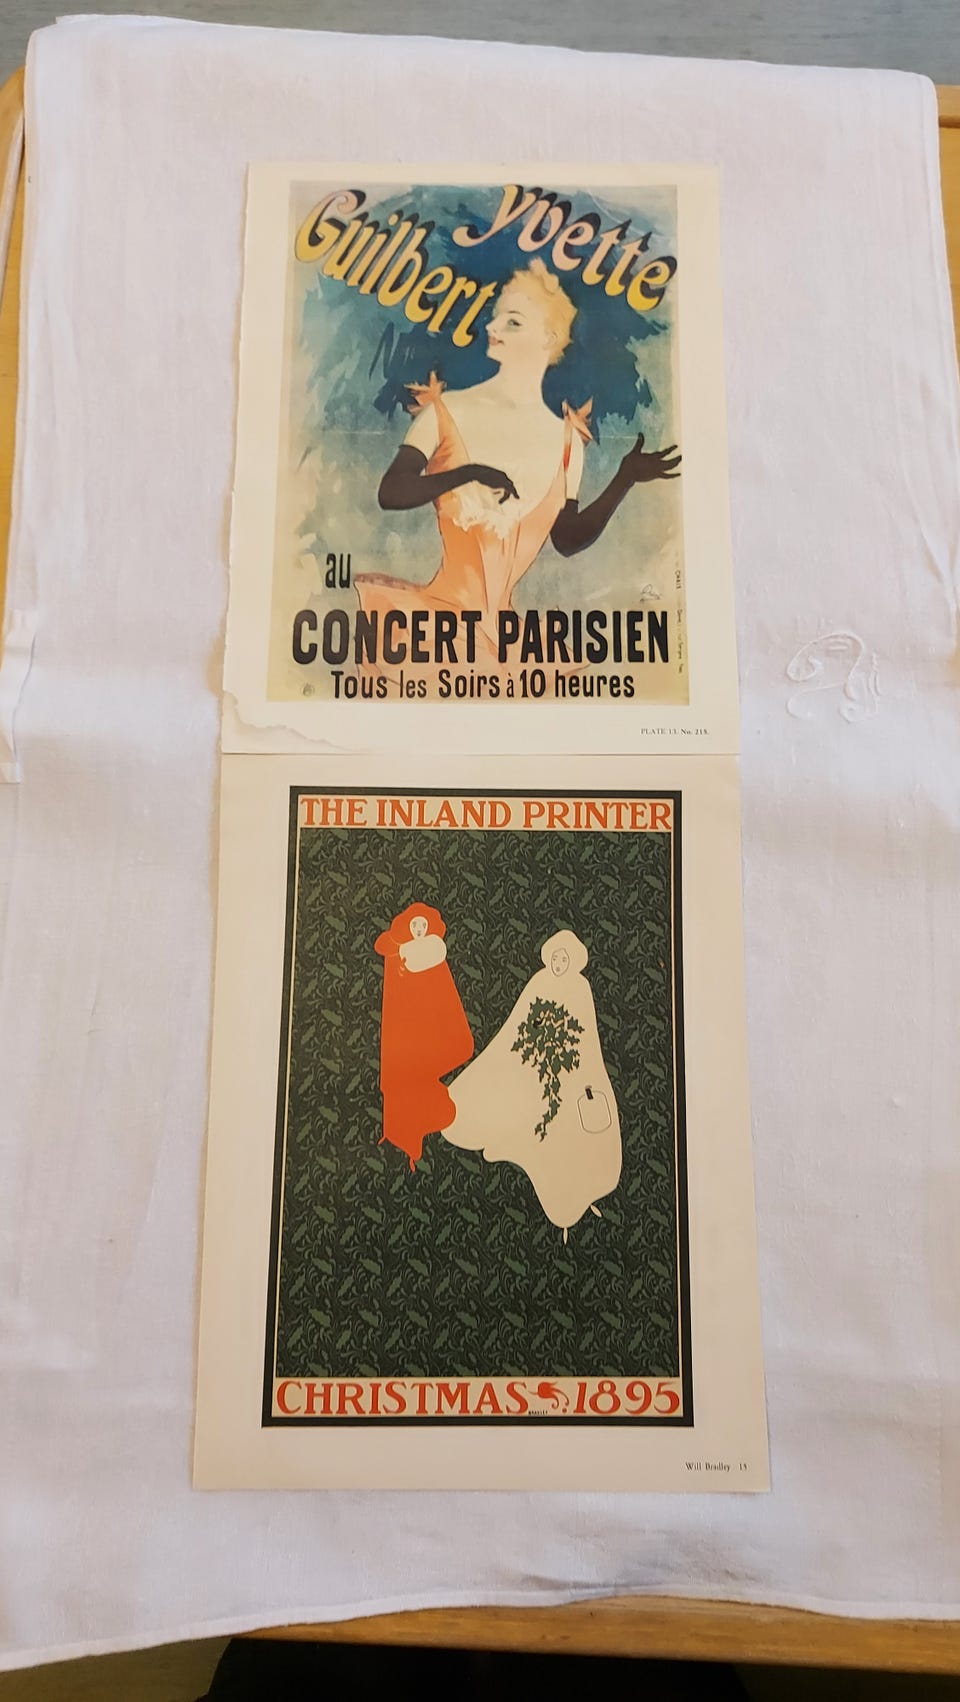 Yvette
Guilbert
au
CONCERT PARISIEN
Tous les Soirs à 10 heures
PLATE 13. No. 215.
THE INLAND PRINTER
CHRISTMAS 1895
BRADLEY
Will Bradley 15